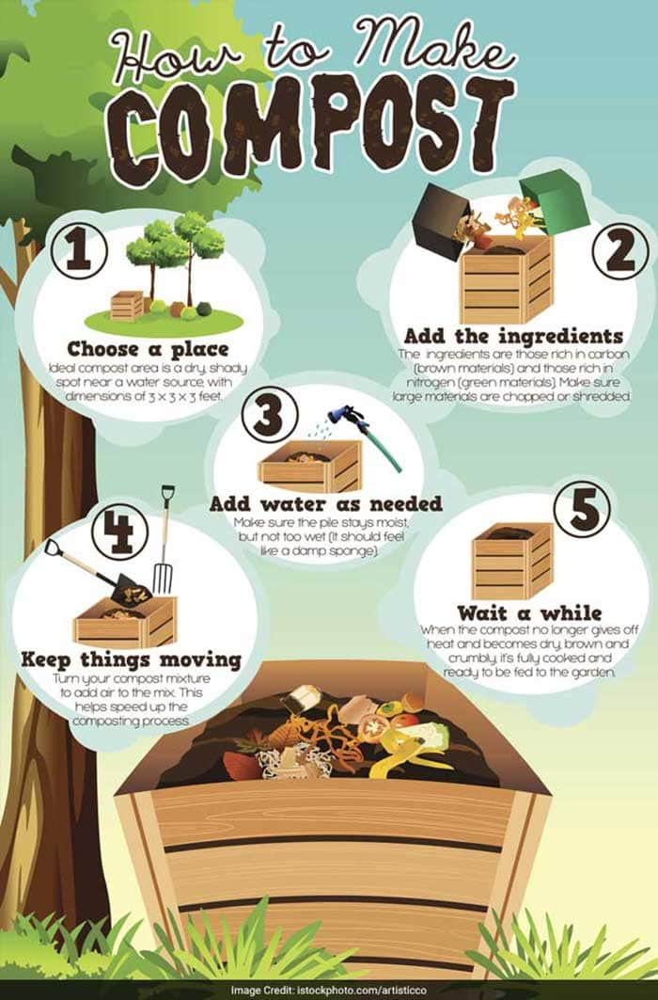 How to Make
COMPOST
1
Choose a place
Ideal compost area is a dry, shady
spot near a water source, with
dimensions of 3 x 3 x 3 feet.
2
Add the ingredients
The ingredients are those rich in carbon
(brown materials) and those rich in
nitrogen (green materials). Make sure
large materials are chopped or shredded.
3
Add water as needed
Make sure the pile stays moist,
but not too wet (it should feel
like a damp sponge).
4
Keep things moving
Turn your compost mixture
to add air to the mix. This
helps speed up the
composting process.
5
Wait a while
When the compost no longer gives off
heat and becomes dry, brown and
crumbly, it's fully cooked and
ready to be fed to the garden.
Image Credit: istockphoto.com/artisticco